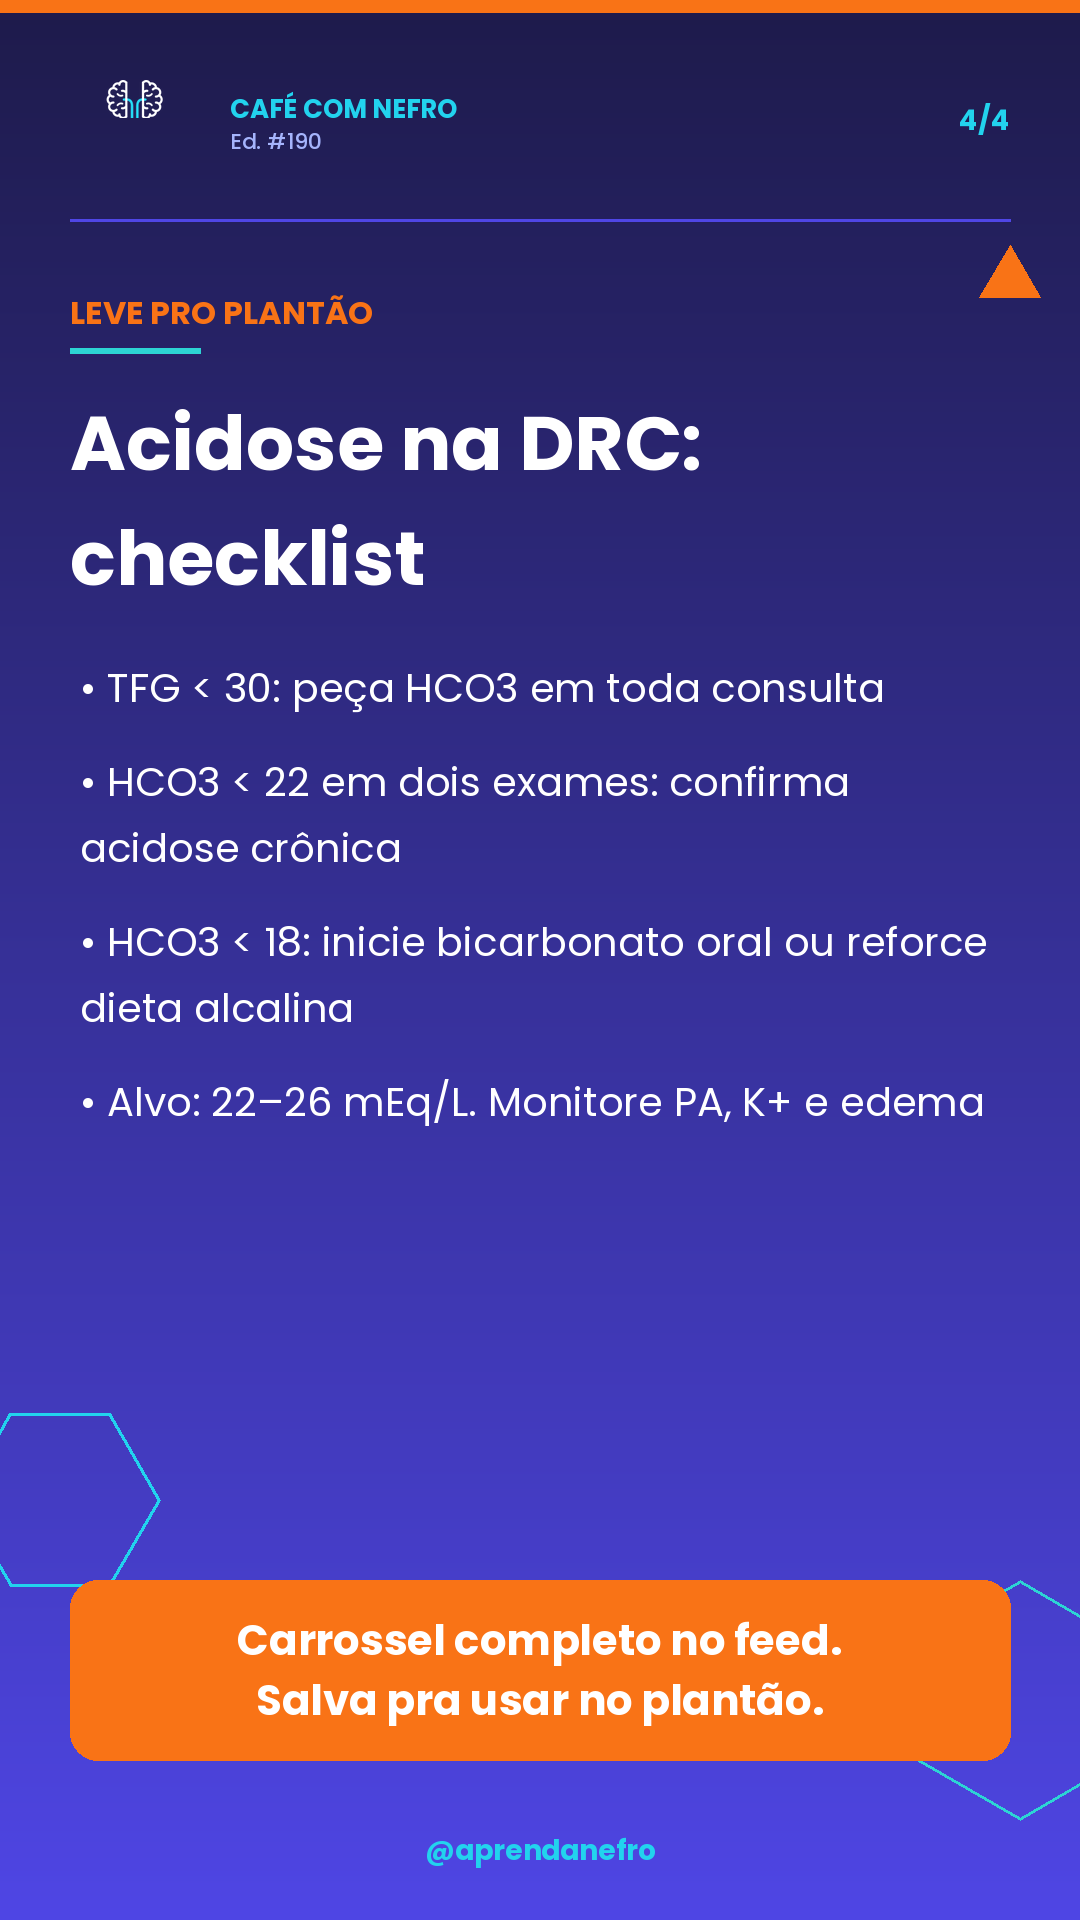 CAFÉ COM NEFRO
Ed. #190
4/4
LEVE PRO PLANTÃO
Acidose na DRC:
checklist
• TFG < 30: peça HCO3 em toda consulta
• HCO3 < 22 em dois exames: confirma
acidose crônica
• HCO3 < 18: inicie bicarbonato oral ou reforce
dieta alcalina
• Alvo: 22–26 mEq/L. Monitore PA, K+ e edema
Carrossel completo no feed.
Salva pra usar no plantão.
@aprendanefro